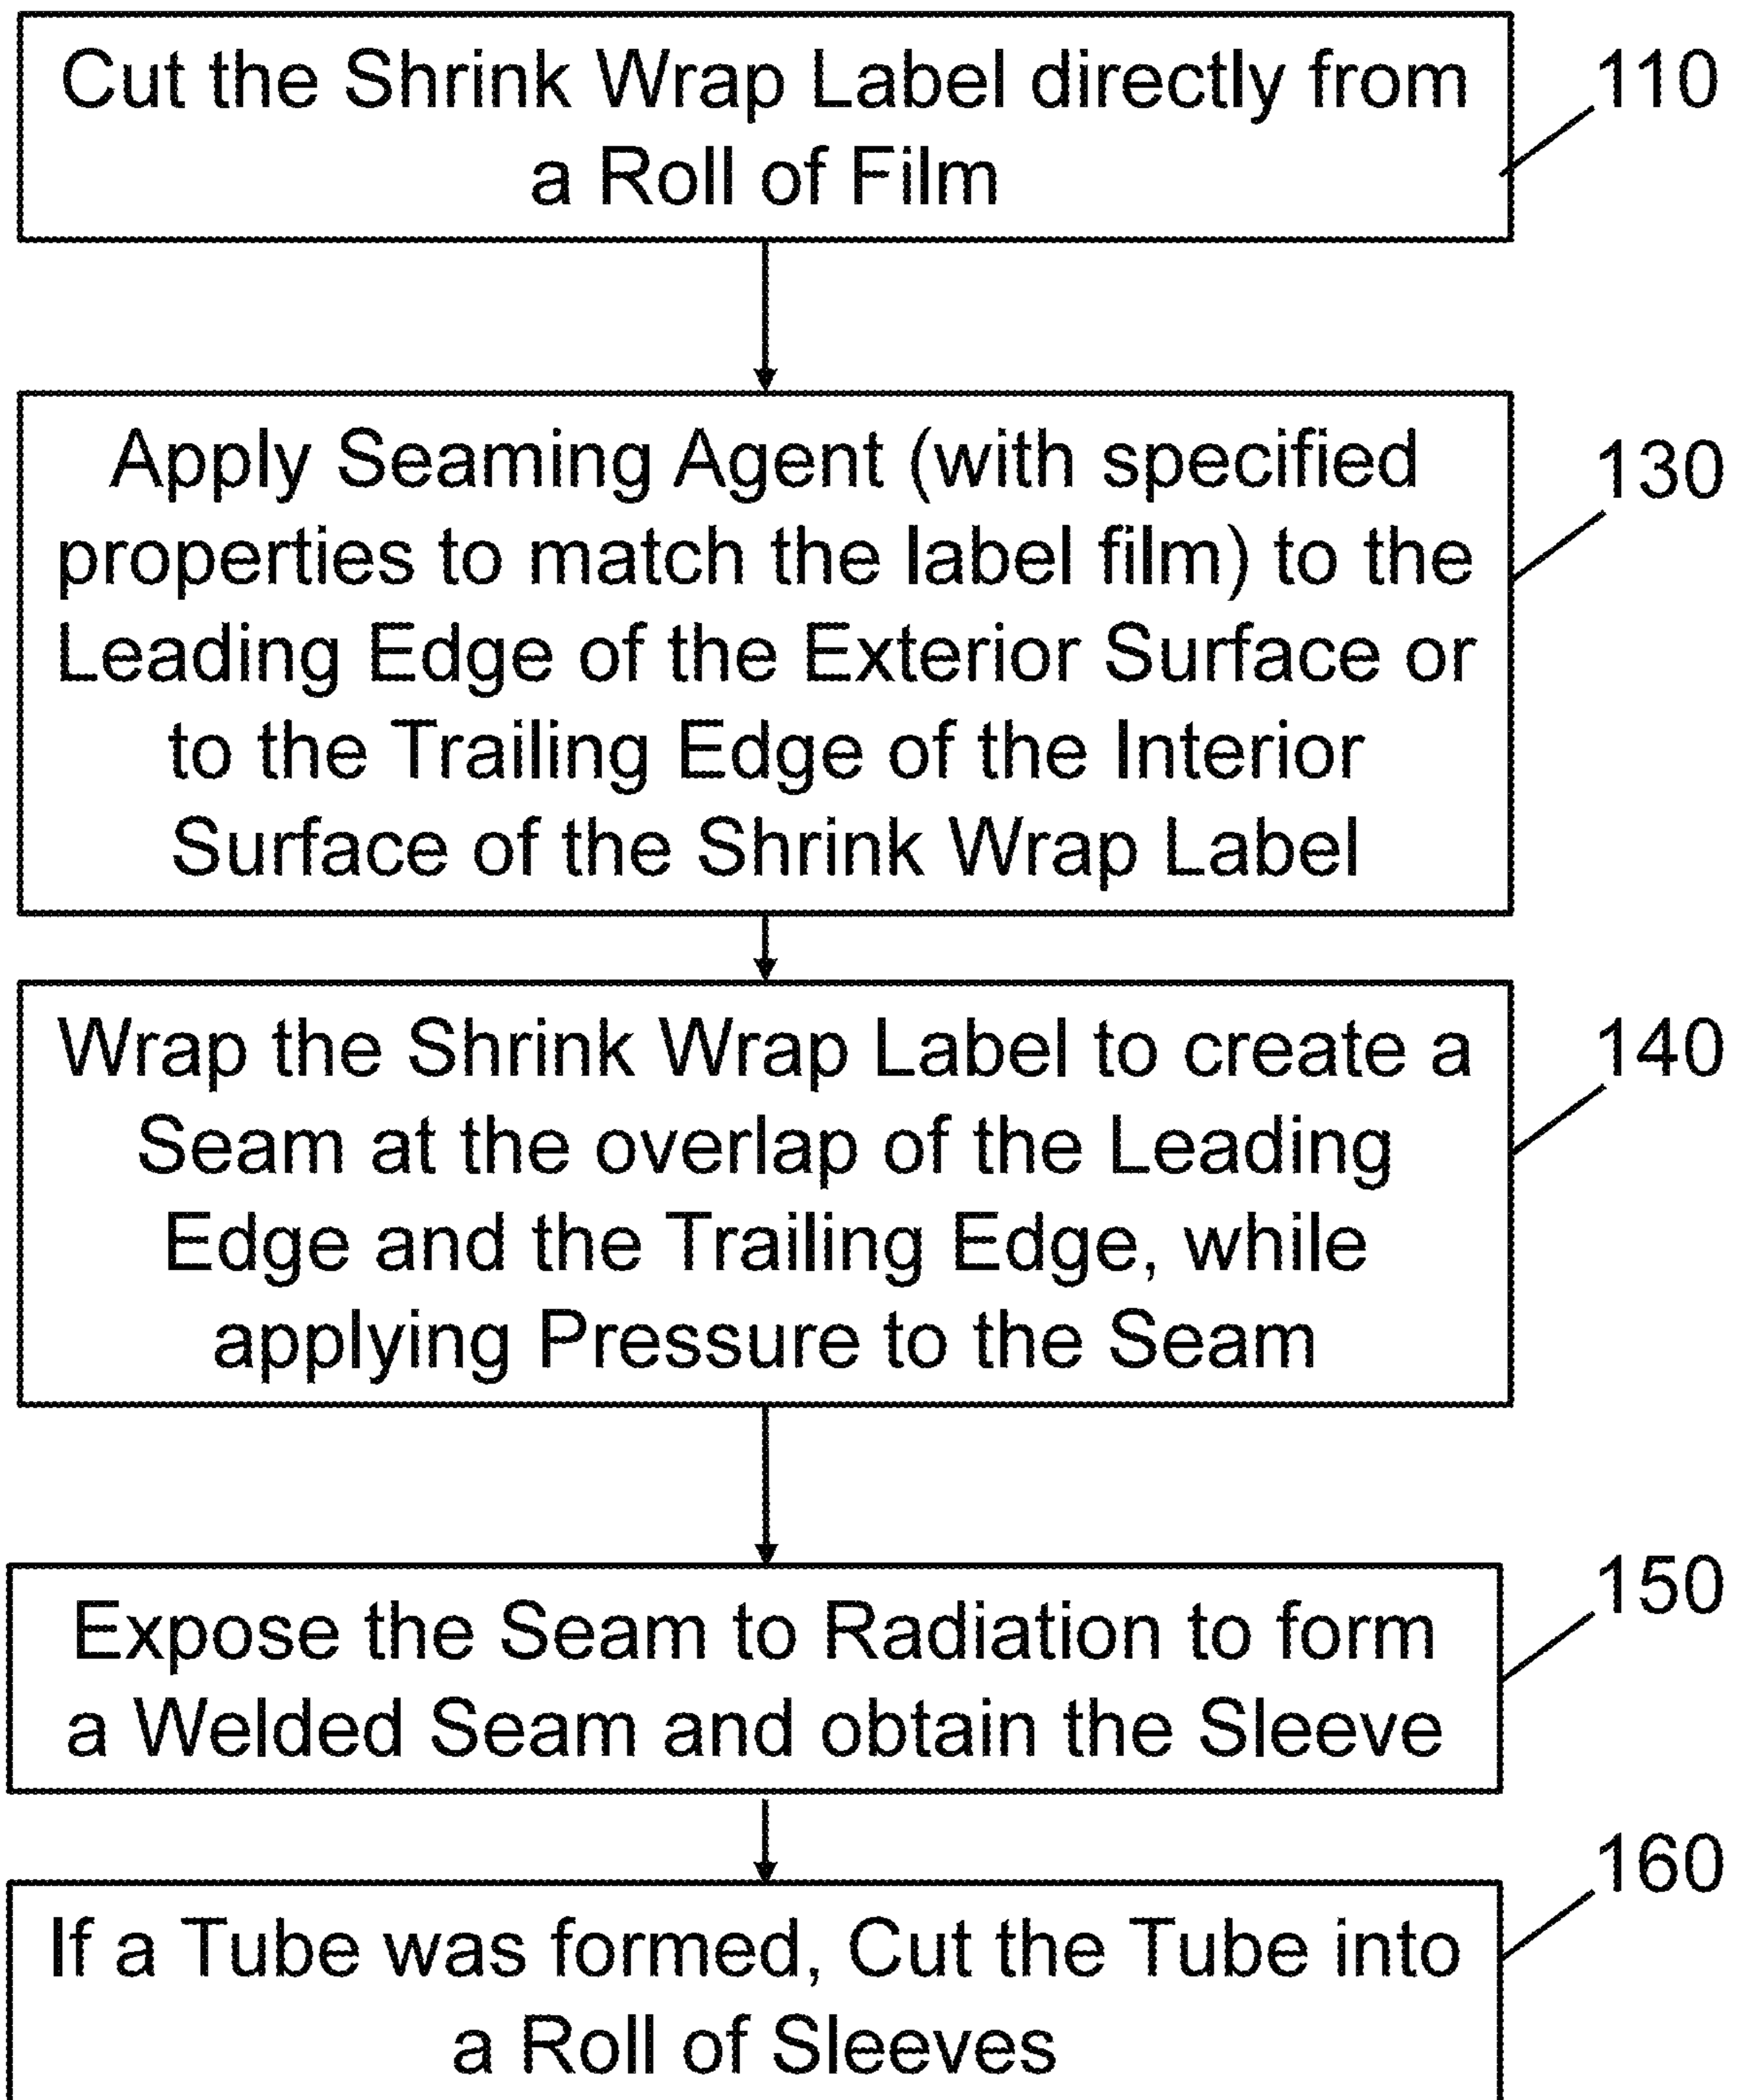 Cut the Shrink Wrap Label directly from
a Roll of Film
110
Apply Seaming Agent (with specified
properties to match the label film) to the
Leading Edge of the Exterior Surface or
to the Trailing Edge of the Interior
Surface of the Shrink Wrap Label
130
Wrap the Shrink Wrap Label to create a
Seam at the overlap of the Leading
Edge and the Trailing Edge, while
applying Pressure to the Seam
140
Expose the Seam to Radiation to form
a Welded Seam and obtain the Sleeve
150
If a Tube was formed, Cut the Tube into
a Roll of Sleeves
160